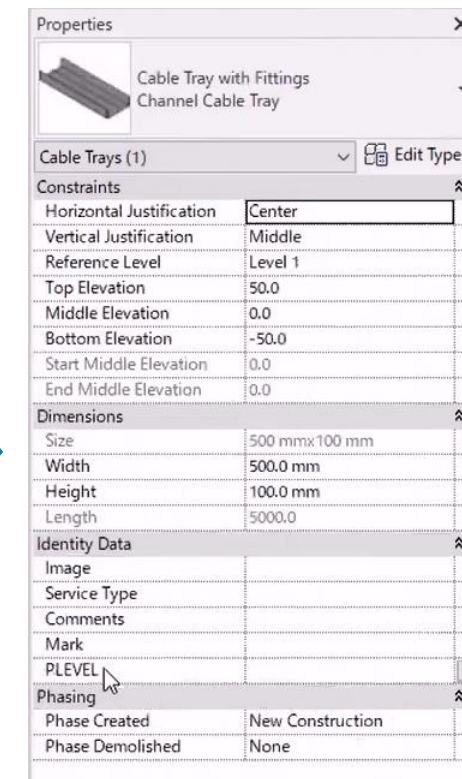 Properties
Cable Tray with Fittings
Channel Cable Tray
Cable Trays (1) Edit Type
Constraints
Horizontal Justification Center
Vertical Justification Middle
Reference Level Level 1
Top Elevation 50.0
Middle Elevation 0.0
Bottom Elevation -50.0
Start Middle Elevation 0.0
End Middle Elevation 0.0
Dimensions
Size 500 mmx100 mm
Width 500.0 mm
Height 100.0 mm
Length 5000.0
Identity Data
Image
Service Type
Comments
Mark
PLEVEL
Phasing
Phase Created New Construction
Phase Demolished None